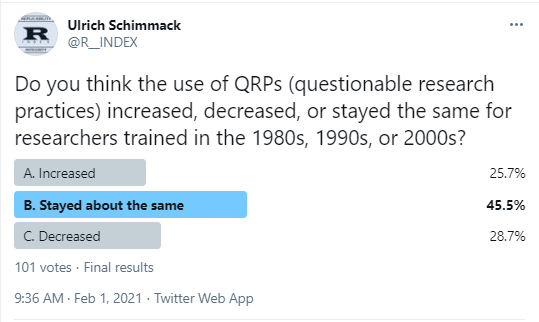 Ulrich Schimmack
@R__INDEX
Do you think the use of QRPs (questionable research
practices) increased, decreased, or stayed the same for
researchers trained in the 1980s, 1990s, or 2000s?
A. Increased 25.7%
B. Stayed about the same 45.5%
C. Decreased 28.7%
101 votes · Final results
9:36 AM · Feb 1, 2021 · Twitter Web App